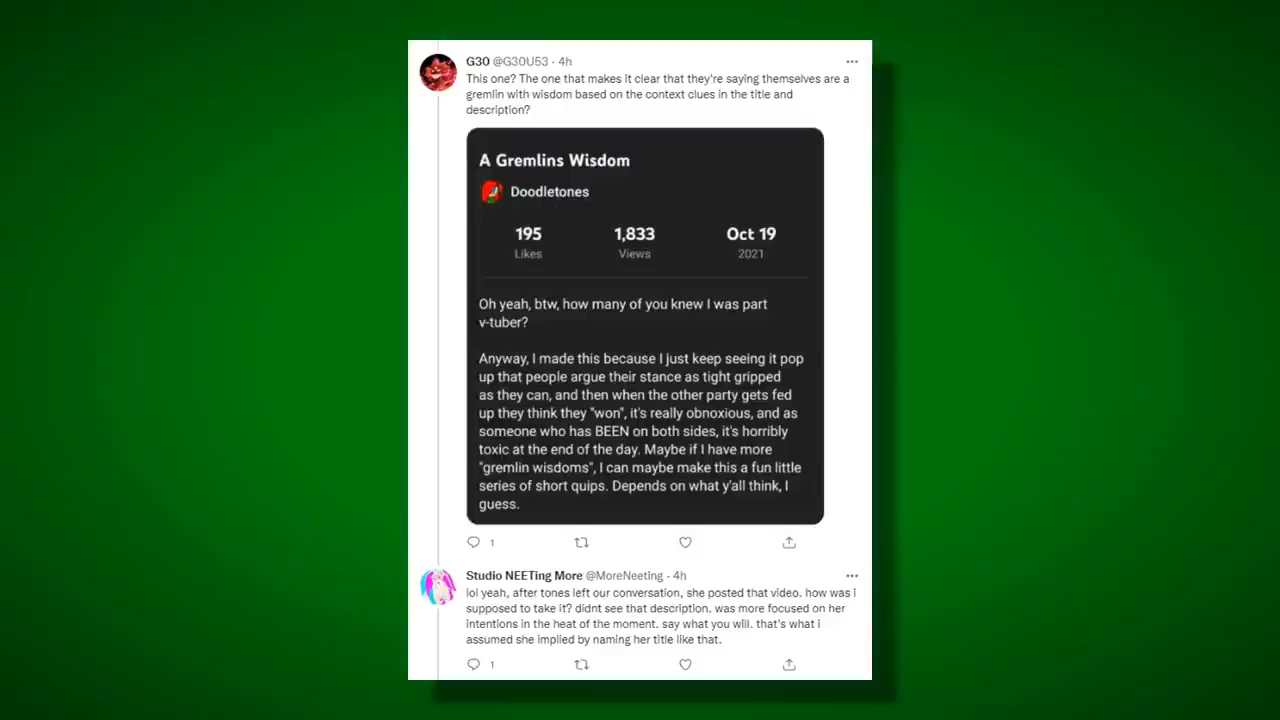 G30 @G30U53 · 4h
This one? The one that makes it clear that they're saying themselves are a
gremlin with wisdom based on the context clues in the title and
description?
A Gremlins Wisdom
Doodletones
195 1,833 Oct 19
Likes Views 2021
Oh yeah, btw, how many of you knew I was part
v-tuber?
Anyway, I made this because I just keep seeing it pop
up that people argue their stance as tight gripped
as they can, and then when the other party gets fed
up they think they "won", it's really obnoxious, and as
someone who has BEEN on both sides, it's horribly
toxic at the end of the day. Maybe if I have more
"gremlin wisdoms", I can maybe make this a fun little
series of short quips. Depends on what y'all think, I
guess.
1
Studio NEETing More @MoreNeeting · 4h
lol yeah, after tones left our conversation, she posted that video. how was i
supposed to take it? didnt see that description. was more focused on her
intentions in the heat of the moment. say what you will. that's what i
assumed she implied by naming her title like that.
1